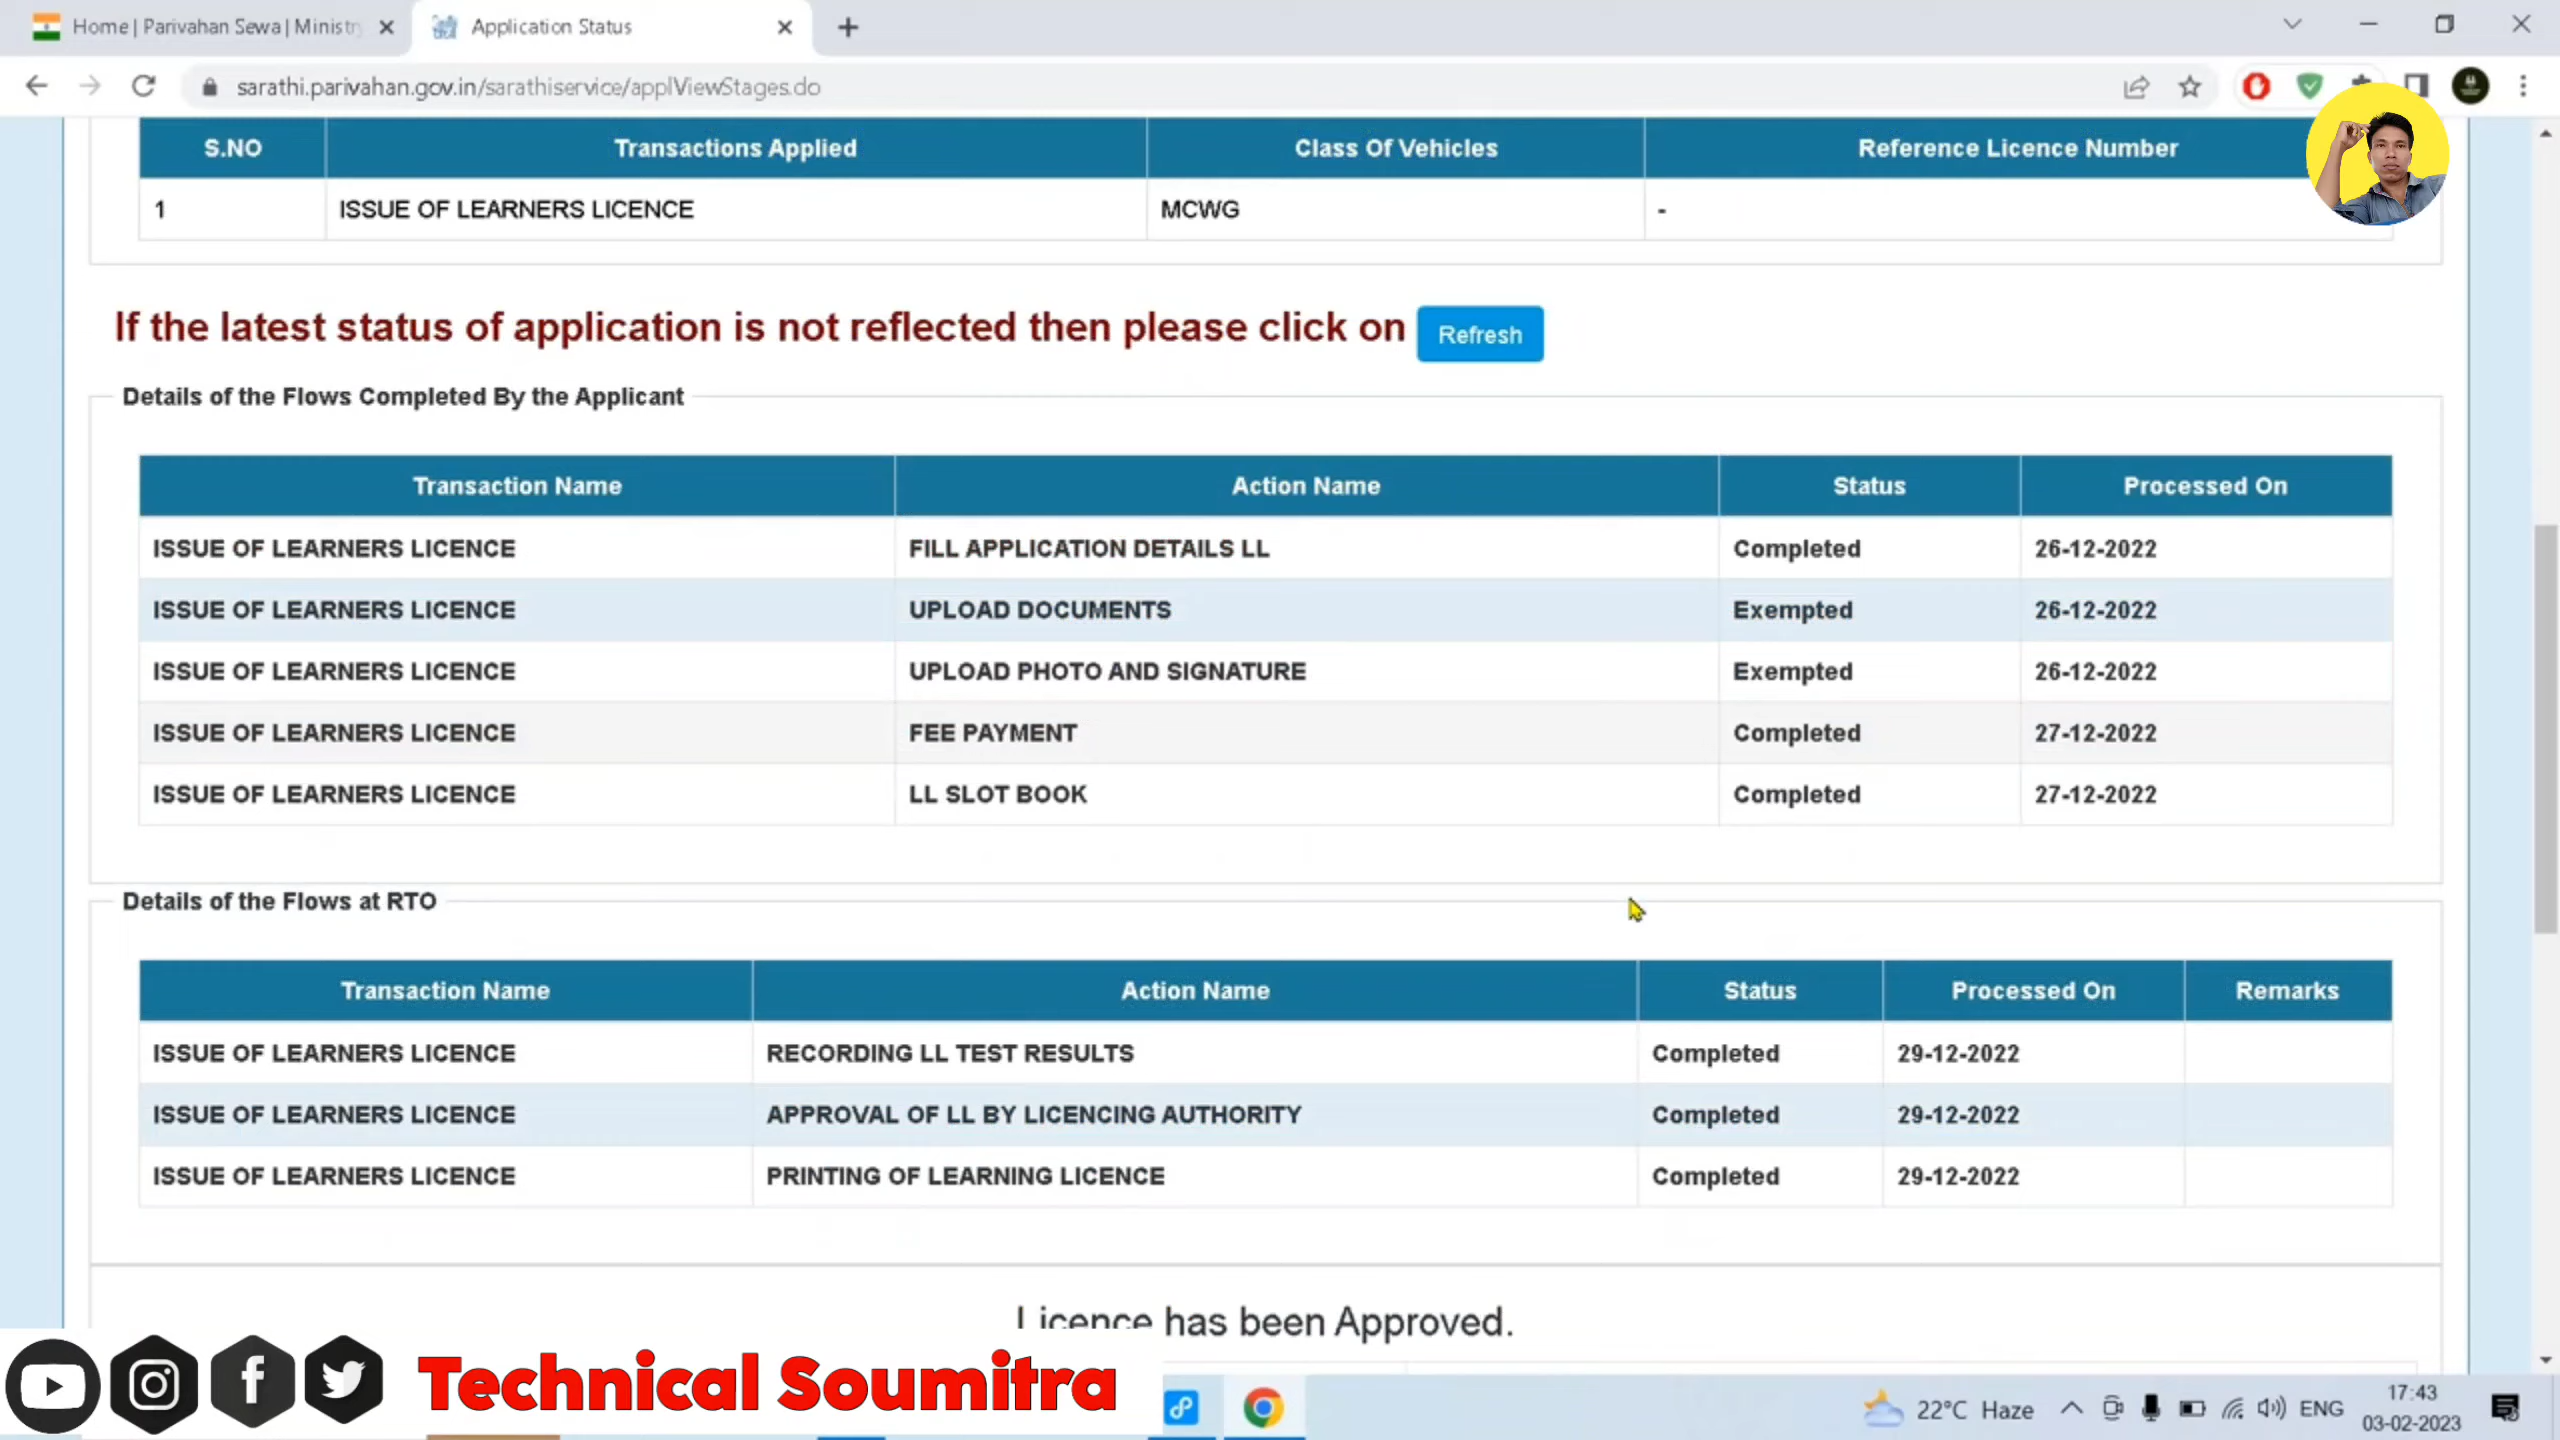 Home | Parivahan Sewa | Ministry
Application Status
sarathi.parivahan.gov.in/sarathiservice/applViewStages.do
S.NO Transactions Applied Class Of Vehicles Reference Licence Number
1 ISSUE OF LEARNERS LICENCE MCWG -
If the latest status of application is not reflected then please click on Refresh
Details of the Flows Completed By the Applicant
Transaction Name Action Name Status Processed On
ISSUE OF LEARNERS LICENCE FILL APPLICATION DETAILS LL Completed 26-12-2022
ISSUE OF LEARNERS LICENCE UPLOAD DOCUMENTS Exempted 26-12-2022
ISSUE OF LEARNERS LICENCE UPLOAD PHOTO AND SIGNATURE Exempted 26-12-2022
ISSUE OF LEARNERS LICENCE FEE PAYMENT Completed 27-12-2022
ISSUE OF LEARNERS LICENCE LL SLOT BOOK Completed 27-12-2022
Details of the Flows at RTO
Transaction Name Action Name Status Processed On Remarks
ISSUE OF LEARNERS LICENCE RECORDING LL TEST RESULTS Completed 29-12-2022
ISSUE OF LEARNERS LICENCE APPROVAL OF LL BY LICENCING AUTHORITY Completed 29-12-2022
ISSUE OF LEARNERS LICENCE PRINTING OF LEARNING LICENCE Completed 29-12-2022
Licence has been Approved.
Technical Soumitra
22°C Haze ENG 17:43
03-02-2023